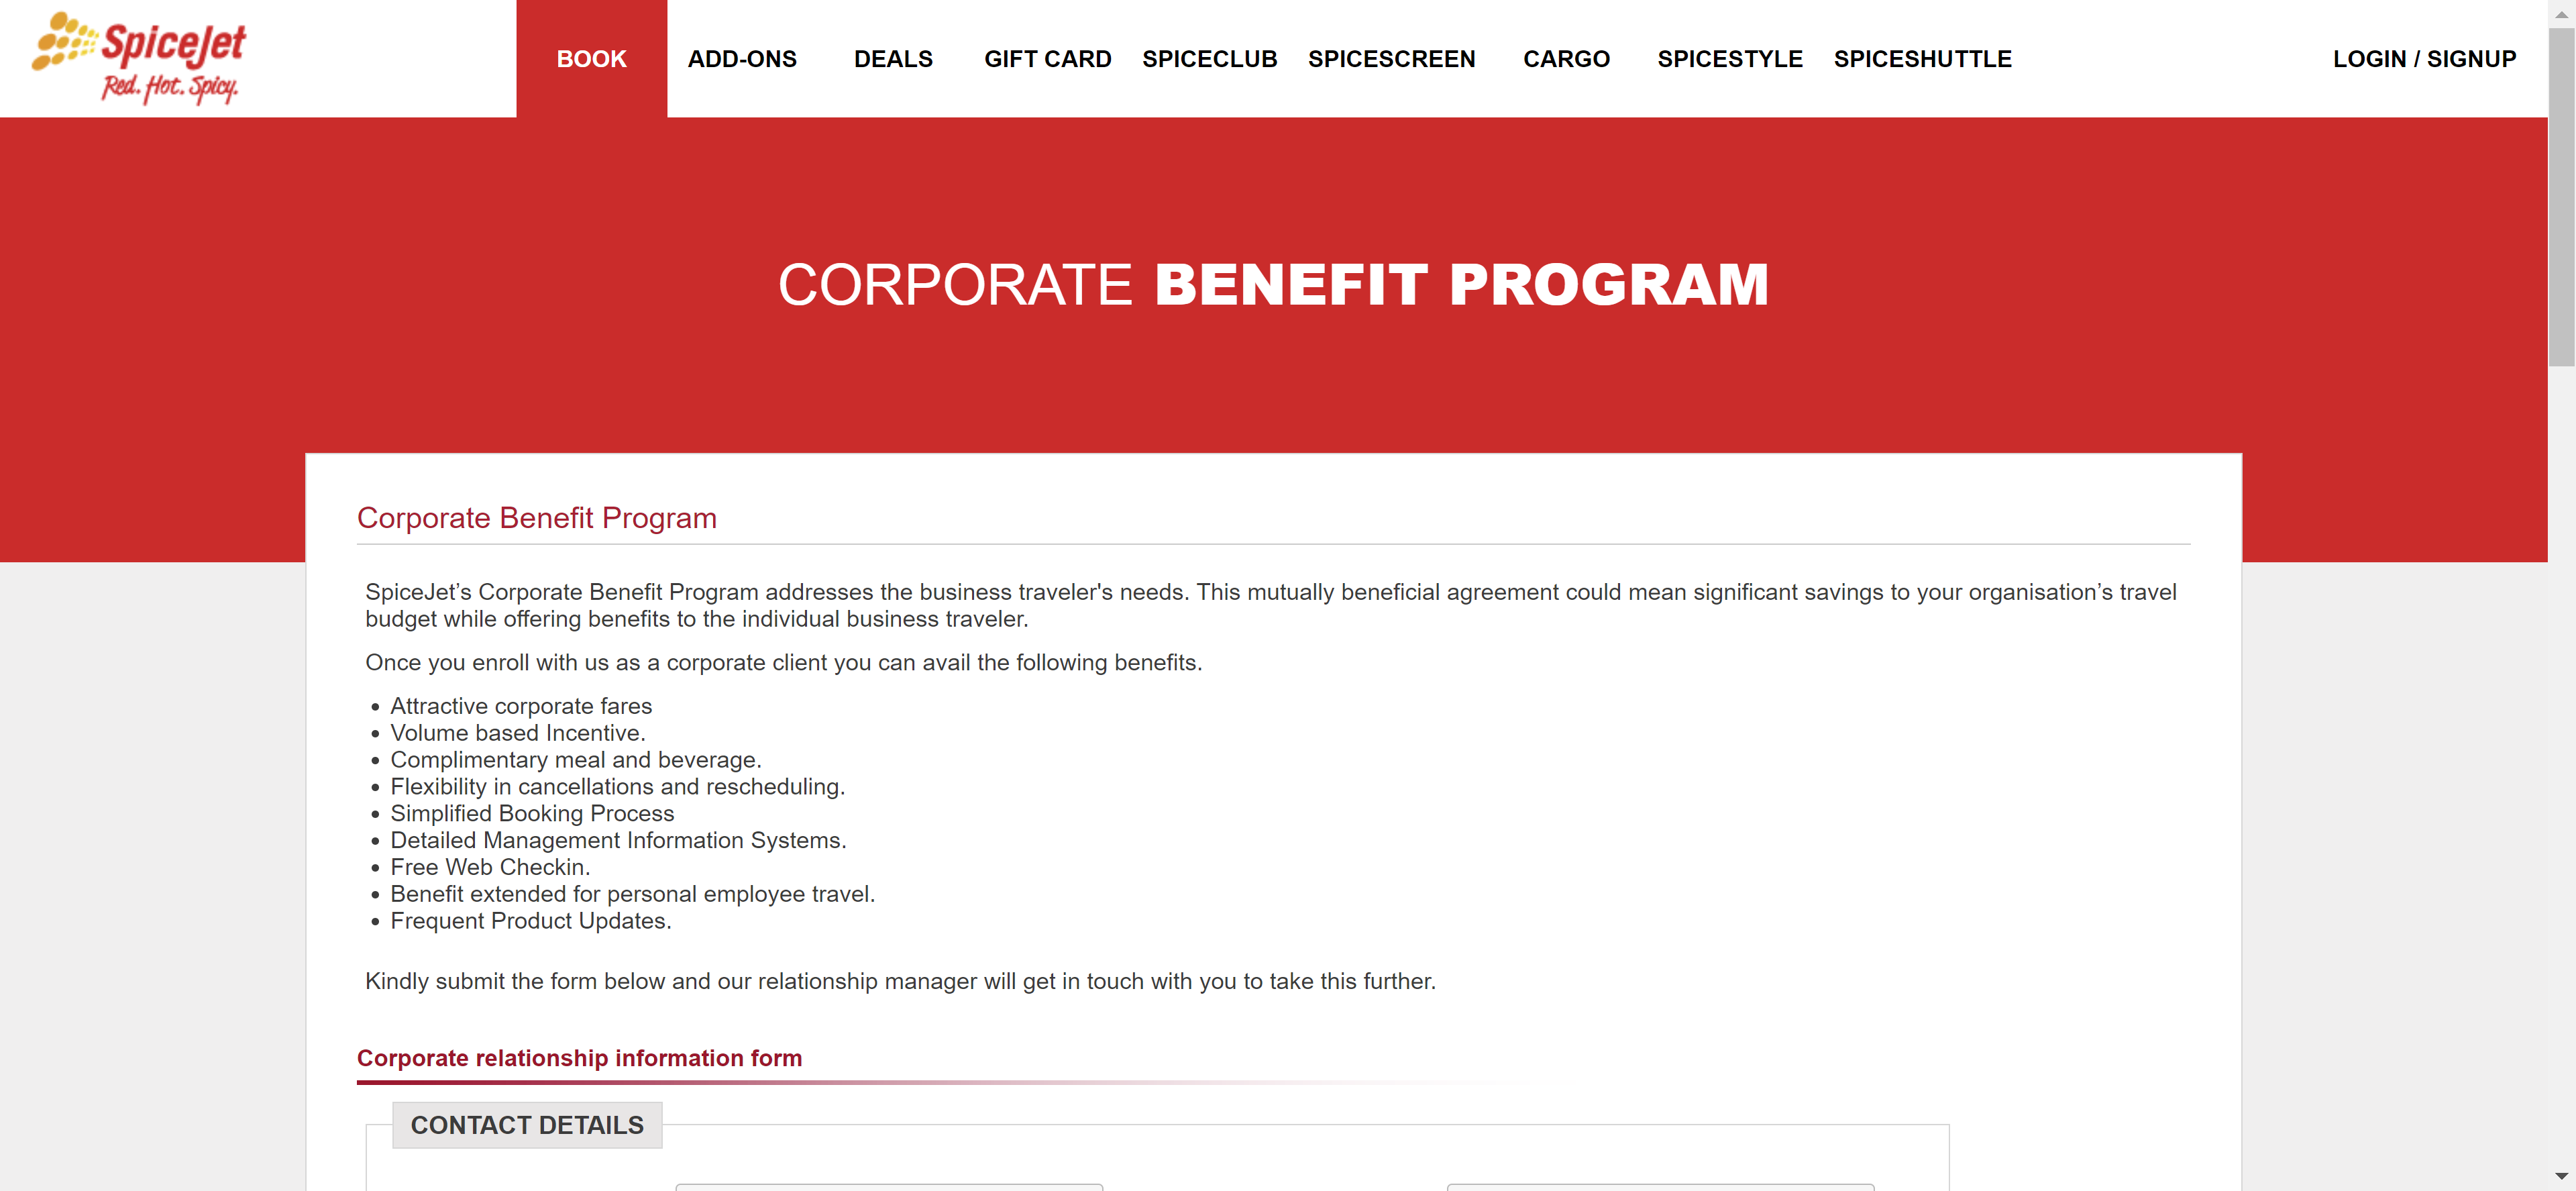 SpiceJet
Red. Hot. Spicy.
BOOK
ADD-ONS
DEALS
GIFT CARD
SPICECLUB
SPICESCREEN
CARGO
SPICESTYLE
SPICESHUTTLE
LOGIN / SIGNUP
CORPORATE BENEFIT PROGRAM
Corporate Benefit Program
SpiceJet’s Corporate Benefit Program addresses the business traveler's needs. This mutually beneficial agreement could mean significant savings to your organisation’s travel
budget while offering benefits to the individual business traveler.
Once you enroll with us as a corporate client you can avail the following benefits.
• Attractive corporate fares
• Volume based Incentive.
• Complimentary meal and beverage.
• Flexibility in cancellations and rescheduling.
• Simplified Booking Process
• Detailed Management Information Systems.
• Free Web Checkin.
• Benefit extended for personal employee travel.
• Frequent Product Updates.
Kindly submit the form below and our relationship manager will get in touch with you to take this further.
Corporate relationship information form
CONTACT DETAILS